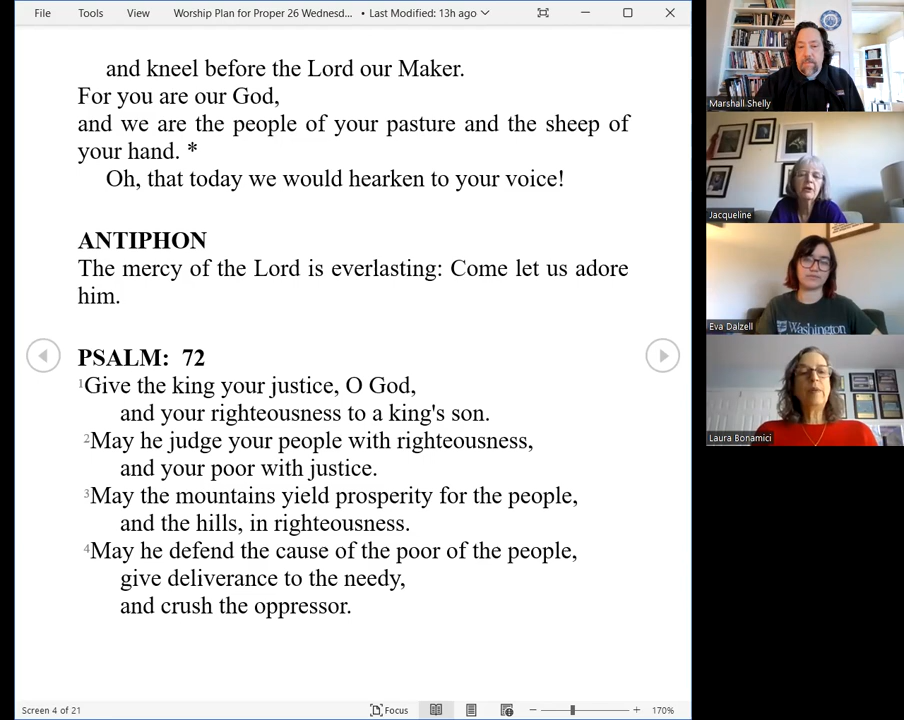 File Tools View Worship Plan for Proper 26 Wednesd... • Last Modified: 13h ago
and kneel before the Lord our Maker.
For you are our God,
and we are the people of your pasture and the sheep of
your hand. *
Oh, that today we would hearken to your voice!
ANTIPHON
The mercy of the Lord is everlasting: Come let us adore
him.
PSALM: 72
1Give the king your justice, O God,
and your righteousness to a king's son.
2May he judge your people with righteousness,
and your poor with justice.
3May the mountains yield prosperity for the people,
and the hills, in righteousness.
4May he defend the cause of the poor of the people,
give deliverance to the needy,
and crush the oppressor.
Screen 4 of 21 Focus 170%
Marshall Shelly
Jacqueline
Washington
Eva Dalzell
Laura Bonamici